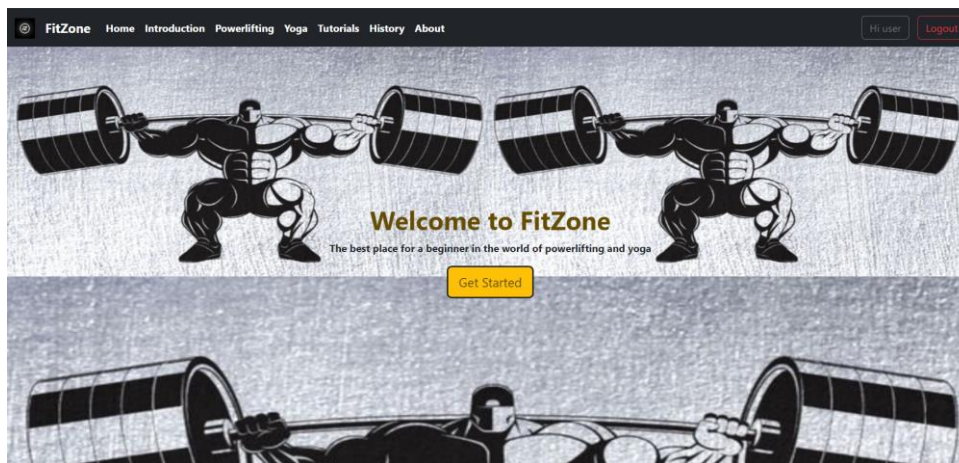 FitZone Home Introduction Powerlifting Yoga Tutorials History About Hi user Logout
Welcome to FitZone
The best place for a beginner in the world of powerlifting and yoga
Get Started